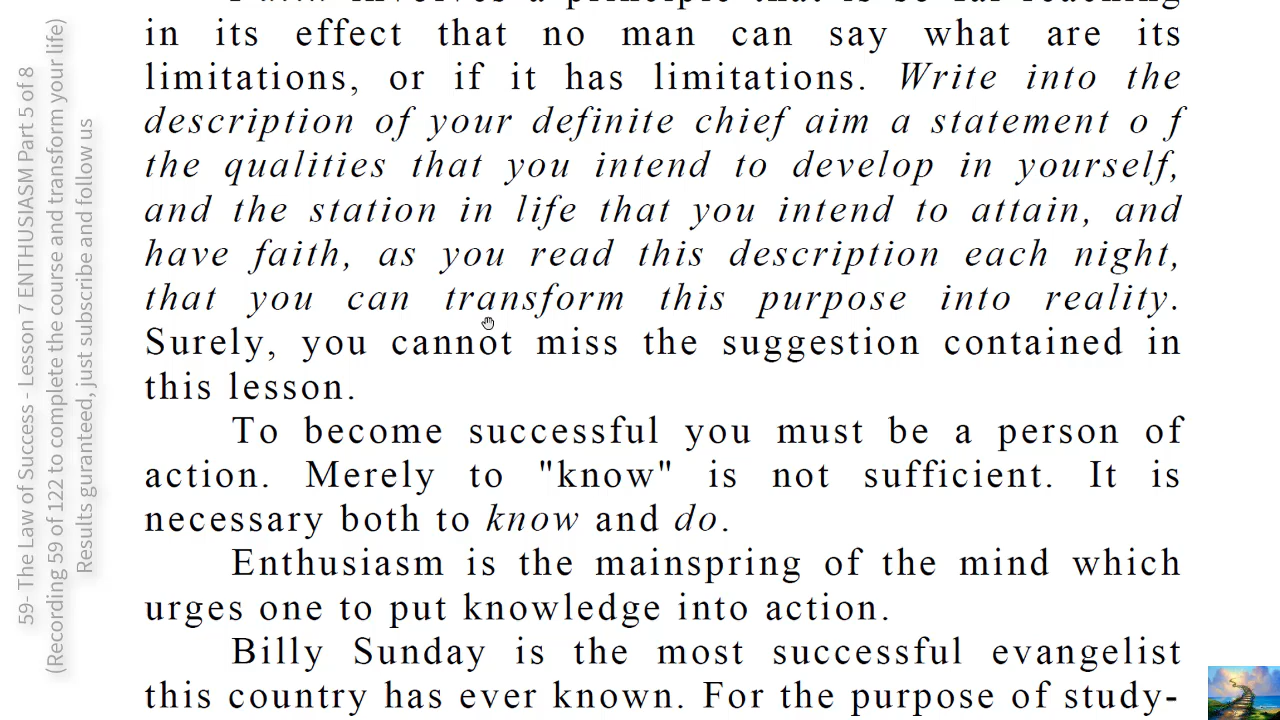 in its effect that no man can say what are its
limitations, or if it has limitations. Write into the
description of your definite chief aim a statement o f
the qualities that you intend to develop in yourself,
and the station in life that you intend to attain, and
have faith, as you read this description each night,
that you can transform this purpose into reality.
Surely, you cannot miss the suggestion contained in
this lesson.
To become successful you must be a person of
action. Merely to "know" is not sufficient. It is
necessary both to know and do.
Enthusiasm is the mainspring of the mind which
urges one to put knowledge into action.
Billy Sunday is the most successful evangelist
this country has ever known. For the purpose of study-
59- The Law of Success - Lesson 7 ENTHUSIASM Part 5 of 8
(Recording 59 of 122 to complete the course and transform your life)
Results guranteed, just subscribe and follow us